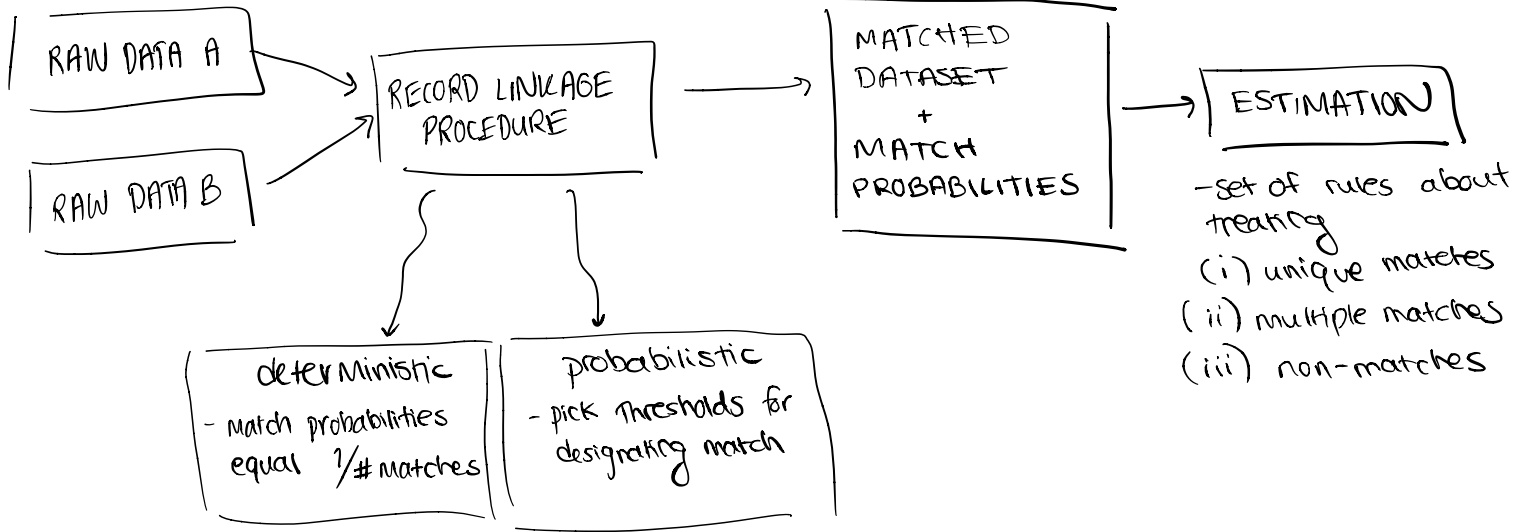 RAW DATA A
RAW DATA B
RECORD LINKAGE
PROCEDURE
MATCHED
DATASET
+
MATCH
PROBABILITIES
ESTIMATION
-set of rules about
treating
(i) unique matches
(ii) multiple matches
(iii) non-matches
deterministic
- match probabilities
equal 1/# matches
probabilistic
- pick thresholds for
designating match